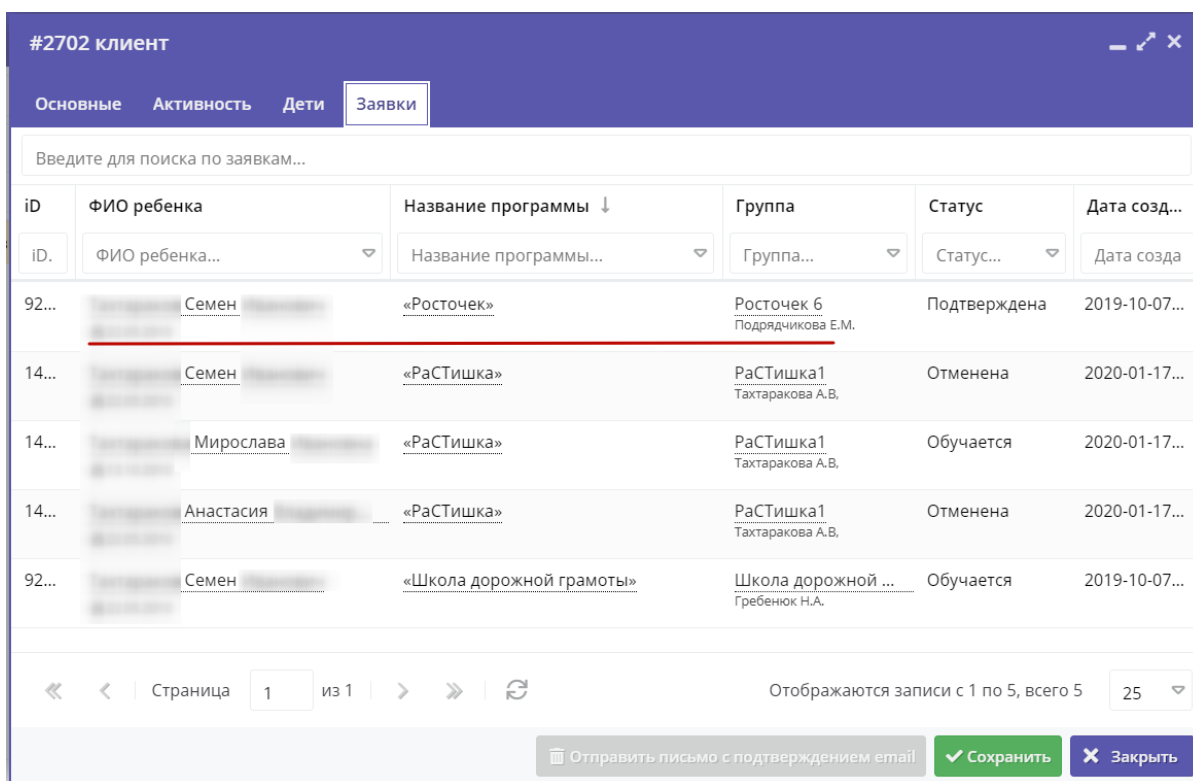 #2702 клиент
Основные Активность Дети Заявки
Введите для поиска по заявкам...
iD ФИО ребенка Название программы Группа Статус Дата созд...
iD. ФИО ребенка... Название программы... Группа... Статус... Дата созда
92... Семен «Росточек» Росточек 6 Подтверждена 2019-10-07...
Подрядчикова Е.М.
14... Семен «РаСТишка» РаСТишка1 Отменена 2020-01-17...
Тахтаракова А.В,
14... Мирослава «РаСТишка» РаСТишка1 Обучается 2020-01-17...
Тахтаракова А.В,
14... Анастасия «РаСТишка» РаСТишка1 Отменена 2020-01-17...
Тахтаракова А.В,
92... Семен «Школа дорожной грамоты» Школа дорожной ... Обучается 2019-10-07...
Гребенюк Н.А.
Страница 1 из 1 Отображаются записи с 1 по 5, всего 5 25
Отправить письмо с подтверждением email Сохранить Закрыть